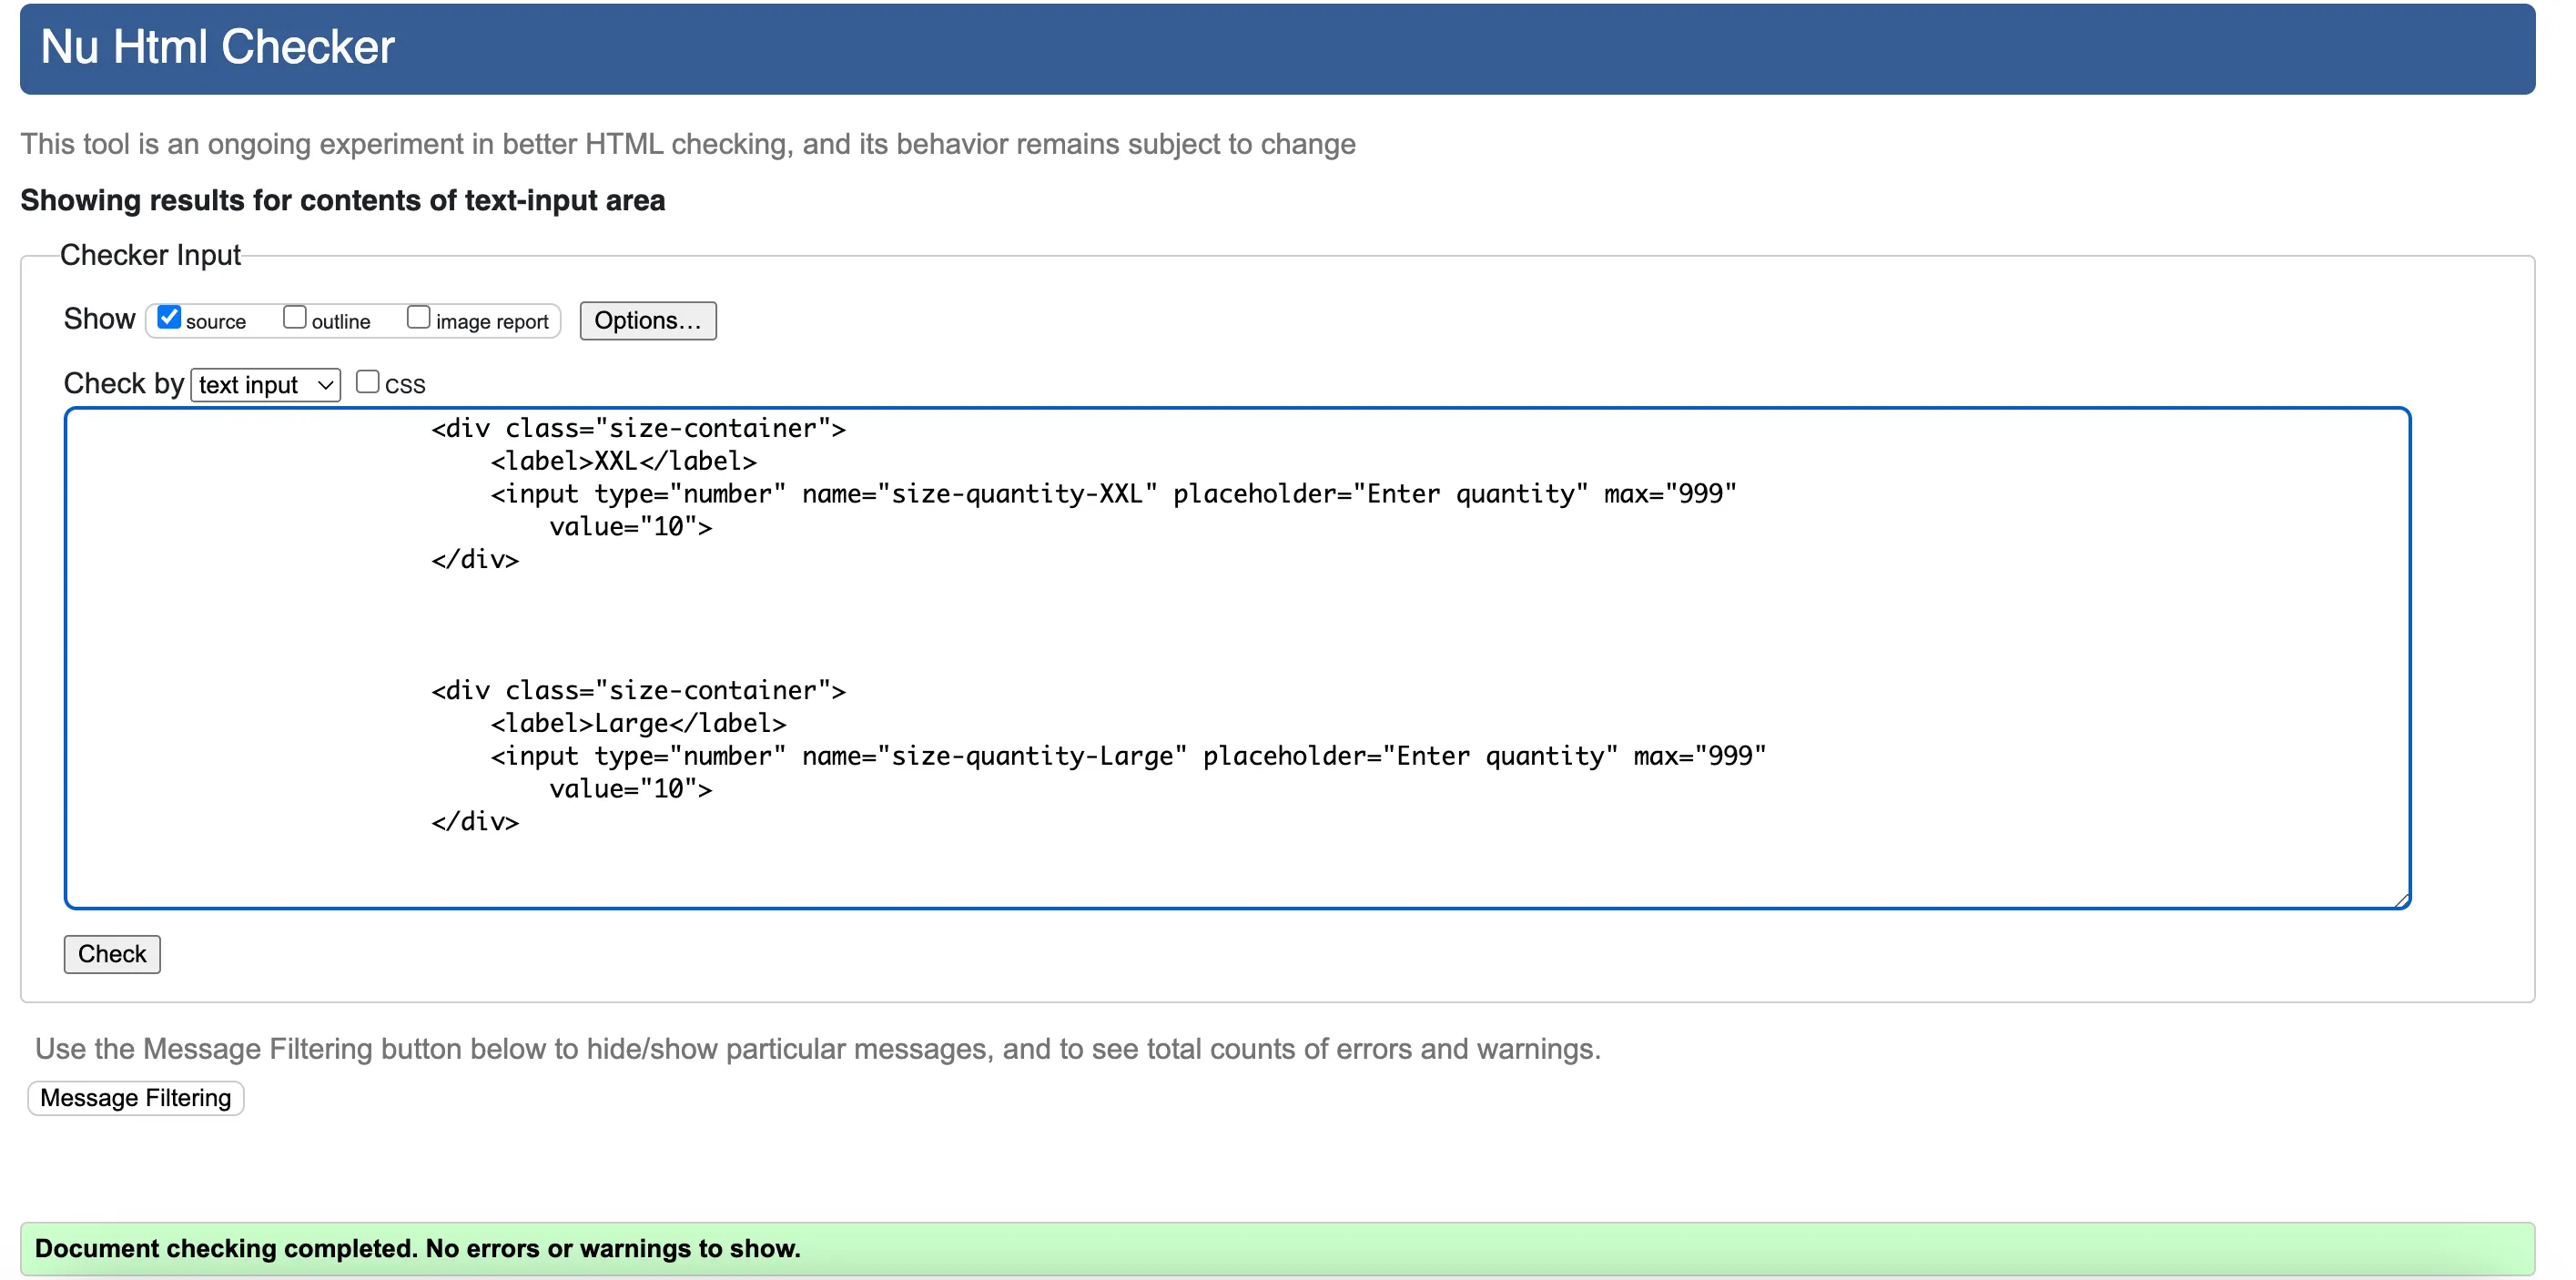 Nu Html Checker
This tool is an ongoing experiment in better HTML checking, and its behavior remains subject to change
Showing results for contents of text-input area
Checker Input
Show source outline image report Options...
Check by text input CSS
<div class="size-container">
<label>XXL</label>
<input type="number" name="size-quantity-XXL" placeholder="Enter quantity" max="999"
value="10">
</div>
<div class="size-container">
<label>Large</label>
<input type="number" name="size-quantity-Large" placeholder="Enter quantity" max="999"
value="10">
</div>
Check
Use the Message Filtering button below to hide/show particular messages, and to see total counts of errors and warnings.
Message Filtering
Document checking completed. No errors or warnings to show.